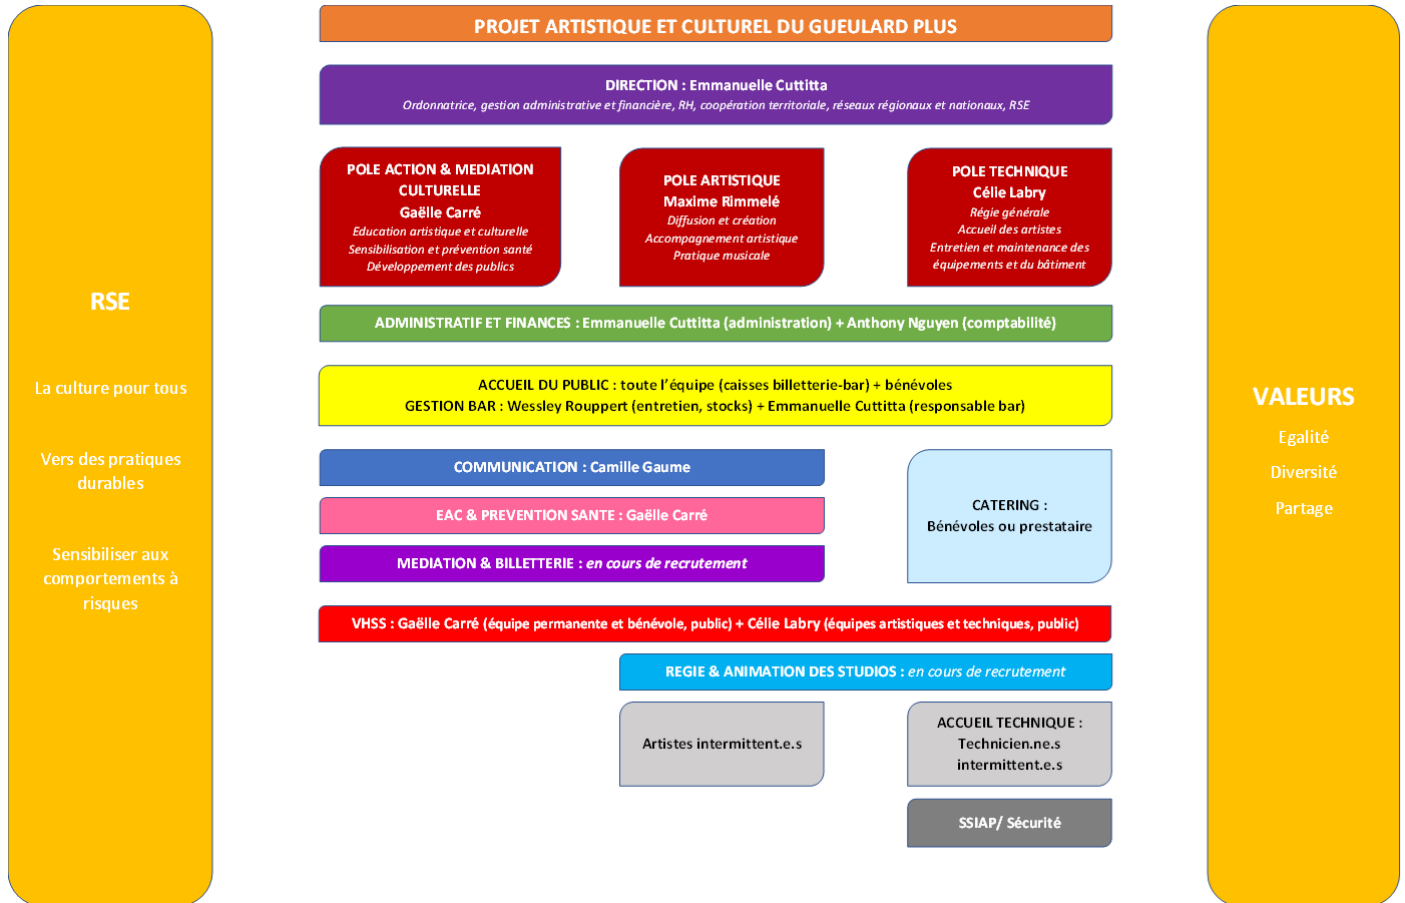 PROJET ARTISTIQUE ET CULTUREL DU GUEULARD PLUS
DIRECTION : Emmanuelle Cuttitta
Ordonnatrice, gestion administrative et financière, RH, coopération territoriale, réseaux régionaux et nationaux, RSE
POLE ACTION & MEDIATION
CULTURELLE
Gaëlle Carré
Education artistique et culturelle
Sensibilisation et prévention santé
Développement des publics
POLE ARTISTIQUE
Maxime Rimmelé
Diffusion et création
Accompagnement artistique
Pratique musicale
POLE TECHNIQUE
Célie Labry
Régie générale
Accueil des artistes
Entretien et maintenance des
équipements et du bâtiment
ADMINISTRATIF ET FINANCES : Emmanuelle Cuttitta (administration) + Anthony Nguyen (comptabilité)
ACCUEIL DU PUBLIC : toute l'équipe (caisses billetterie-bar) + bénévoles
GESTION BAR : Wessley Rouppert (entretien, stocks) + Emmanuelle Cuttitta (responsable bar)
COMMUNICATION : Camille Gaume
EAC & PREVENTION SANTE : Gaëlle Carré
MEDIATION & BILLETTERIE : en cours de recrutement
CATERING :
Bénévoles ou prestataire
VHSS : Gaëlle Carré (équipe permanente et bénévole, public) + Célie Labry (équipes artistiques et techniques, public)
REGIE & ANIMATION DES STUDIOS : en cours de recrutement
Artistes intermittent.e.s
ACCUEIL TECHNIQUE :
Technicien.ne.s
intermittent.e.s
SSIAP/ Sécurité
RSE
La culture pour tous
Vers des pratiques
durables
Sensibiliser aux
comportements à
risques
VALEURS
Egalité
Diversité
Partage